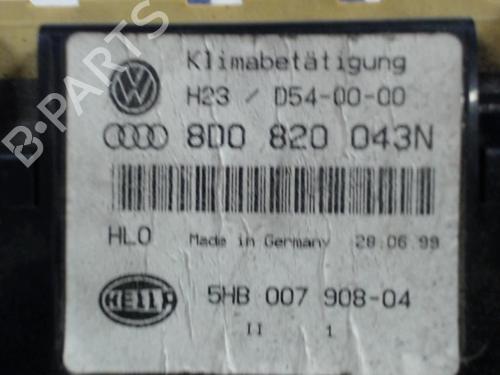 Klimabetätigung
H23 / D54-00-00
8D0 820 043N
HLO Made in Germany 28.06.99
HELLA 5HB 007 908-04
II 1